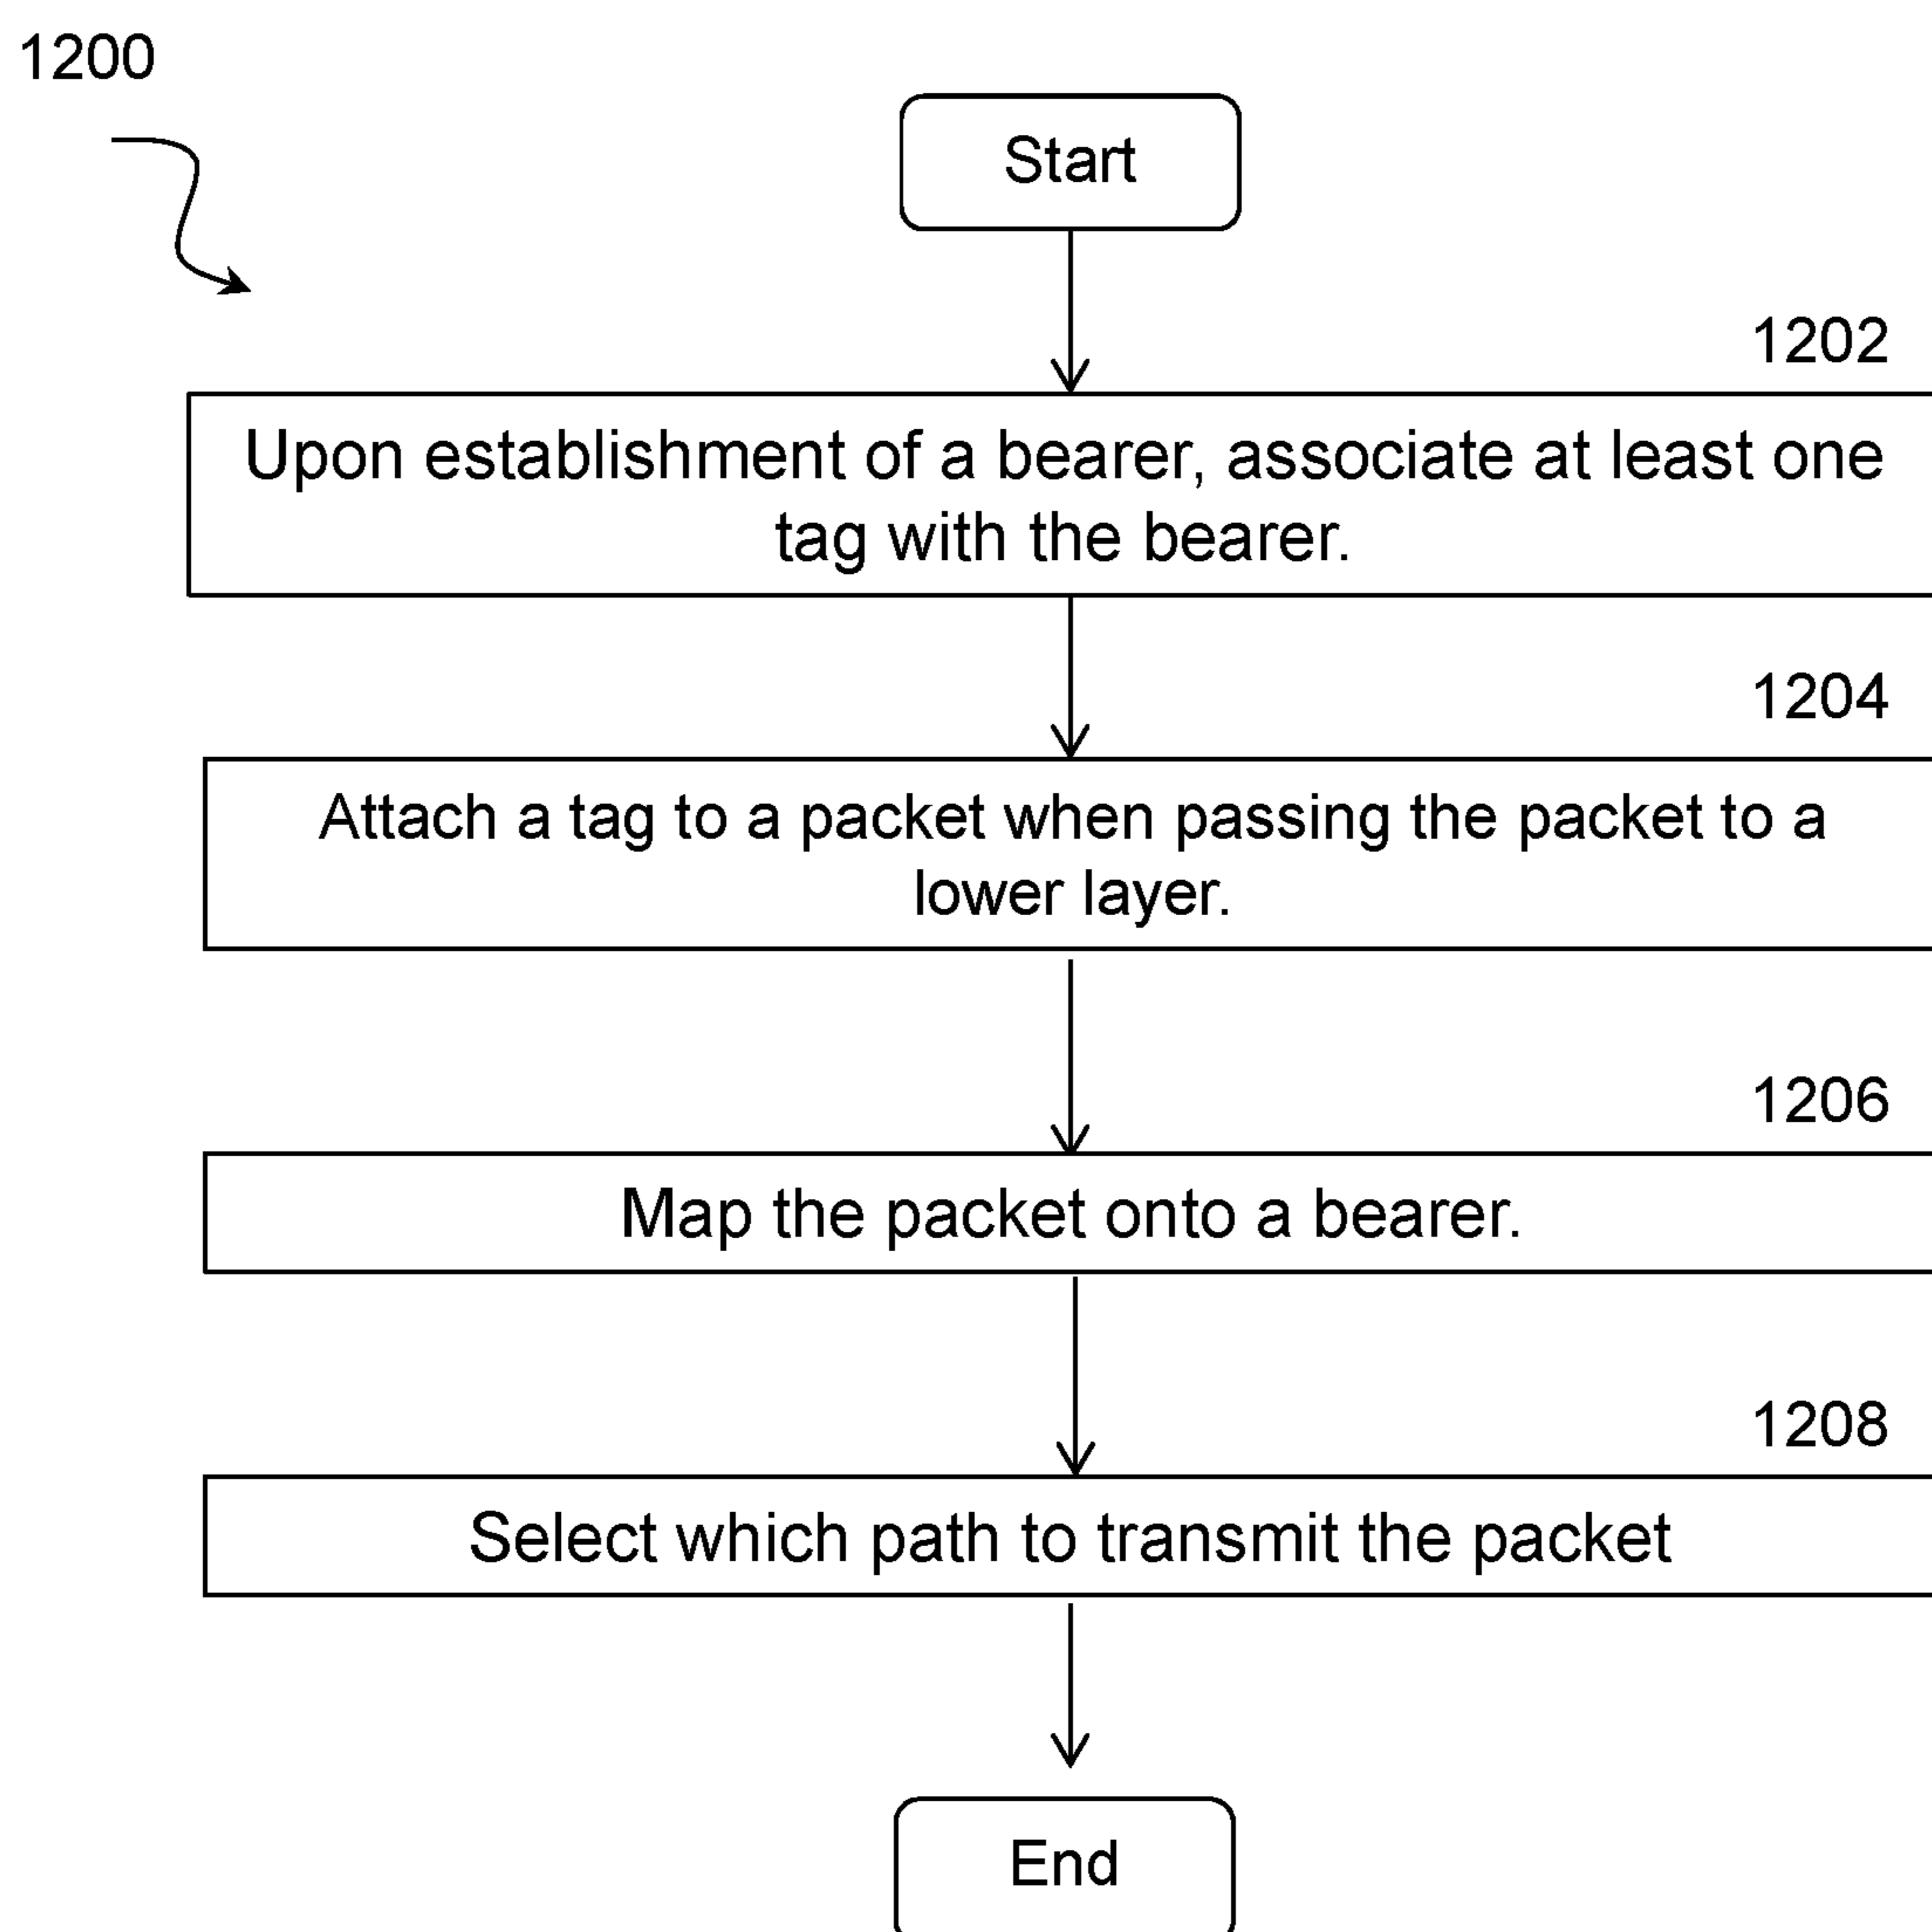 1200
Start
1202
Upon establishment of a bearer, associate at least one
tag with the bearer.
1204
Attach a tag to a packet when passing the packet to a
lower layer.
1206
Map the packet onto a bearer.
1208
Select which path to transmit the packet
End